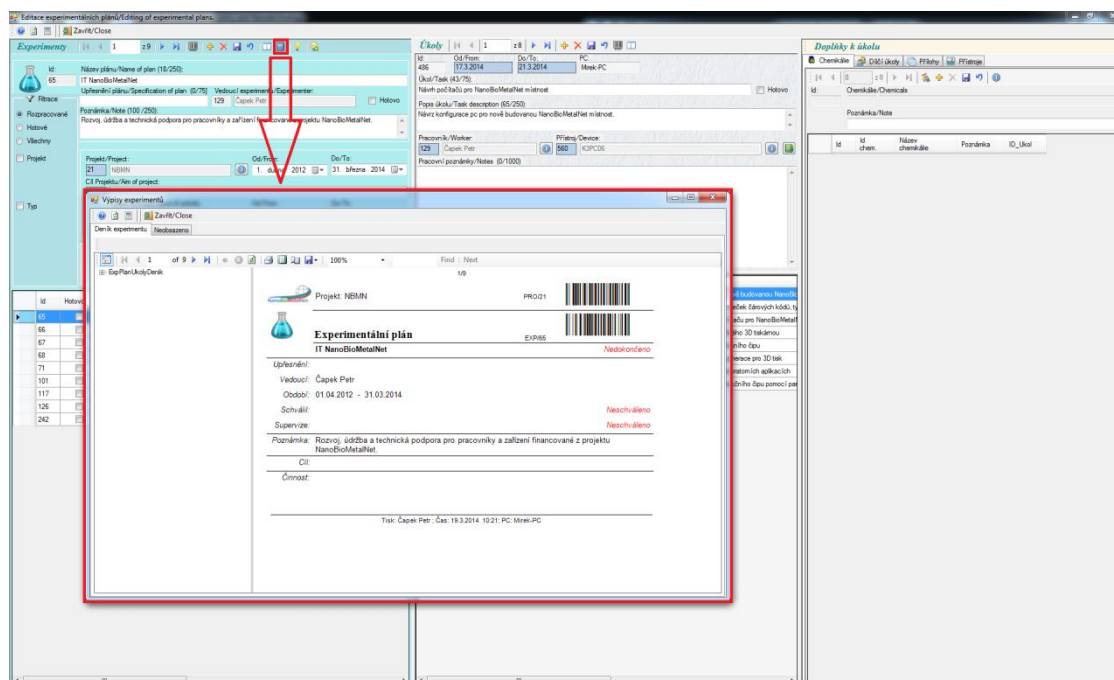 Editace experimentálních plánů/Editing of experimental plans.
Zavřít/Close
Experimenty 1 z 9
Id: Název plánu/Name of plan (18/250):
65 IT NanoBioMetalNet
Upřesnění plánu/Specification of plan (0/75) Vedoucí experimentu/Experimenter:
129 Čapek Petr Hotovo
Filtrace
Poznámka/Note (100 /250):
Rozpracované
Hotové
Všechny
Projekt
Typ
Projekt/Project: Od/From: Do/To:
21 NBMN 2012 31. března 2014
Cíl Projektu/Aim of project:
Id Hotovo
65
66
67
68
71
101
117
126
242
Úkoly 1 z 8
Id: Od/From: Do/To: PC:
486 17.3.2014 21.3.2014 Mirek-PC
Úkol/Task (43/75):
Návrh počítačů pro NanoBioMetalNet místnost Hotovo
Popis úkolu/Task description (65/250):
Návrz konfigurace pc pro nově budovanou NanoBioMetalNet místnost.
Pracovník/Worker: Přístroj/Device:
129 Čapek Petr 560 K3PC06
Pracovní poznámky/Notes (0/1000)
Doplňky k úkolu
Chemikálie Dílčí úkoly Přílohy Přístroje
0 z 0
Id: Chemikálie/Chemicals
Poznámka/Note
Id Id chem. Název chemikálie Poznámka ID_Ukol
Výpisy experimentů
Zavřít/Close
Deník experimentu Neobsazeno
1 of 9 100% Find | Next
ExpPlanUkolyDenik
1/9
NanoBioMetalNet Projekt: NBMN PRO/21
Experimentální plán EXP/65
IT NanoBioMetalNet Nedokončeno
Upřesnění:
Vedoucí: Čapek Petr
Období: 01.04.2012 - 31.03.2014
Schválil: Neschváleno
Supervize: Neschváleno
Poznámka: Rozvoj, údržba a technická podpora pro pracovníky a zařízení financované z projektu
NanoBioMetalNet.
Cíl:
Činnost:
Tisk: Čapek Petr ; Čas: 19.3.2014 10:21; PC: Mirek-PC